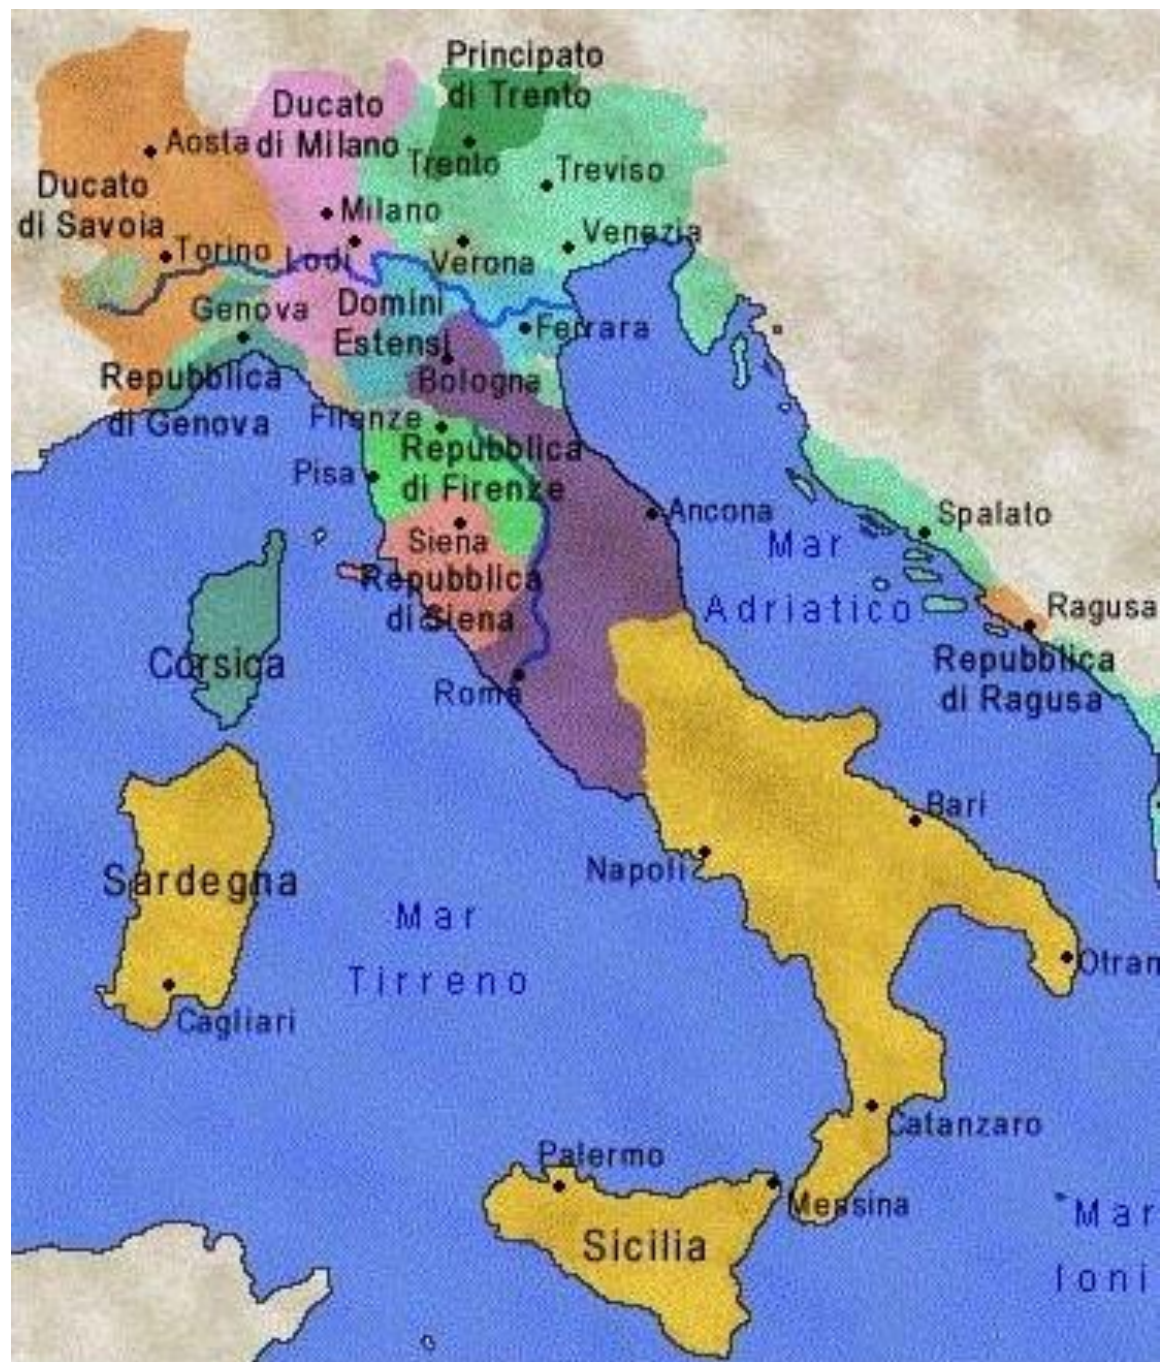 Principato
di Trento
Ducato
di Milano
Aosta
Trento
Treviso
Ducato
di Savoia
Milano
Venezia
Torino
Lodi
Verona
Genova
Domini
Estensi
Ferrara
Repubblica
di Genova
Bologna
Firenze
Repubblica
di Firenze
Pisa
Ancona
Spalato
Siena
Mar
Adriatico
Repubblica
di Siena
Ragusa
Repubblica
di Ragusa
Corsica
Roma
Bari
Napoli
Sardegna
Mar
Tirreno
Otran
Cagliari
Catanzaro
Palermo
Messina
Mar
Ioni
Sicilia